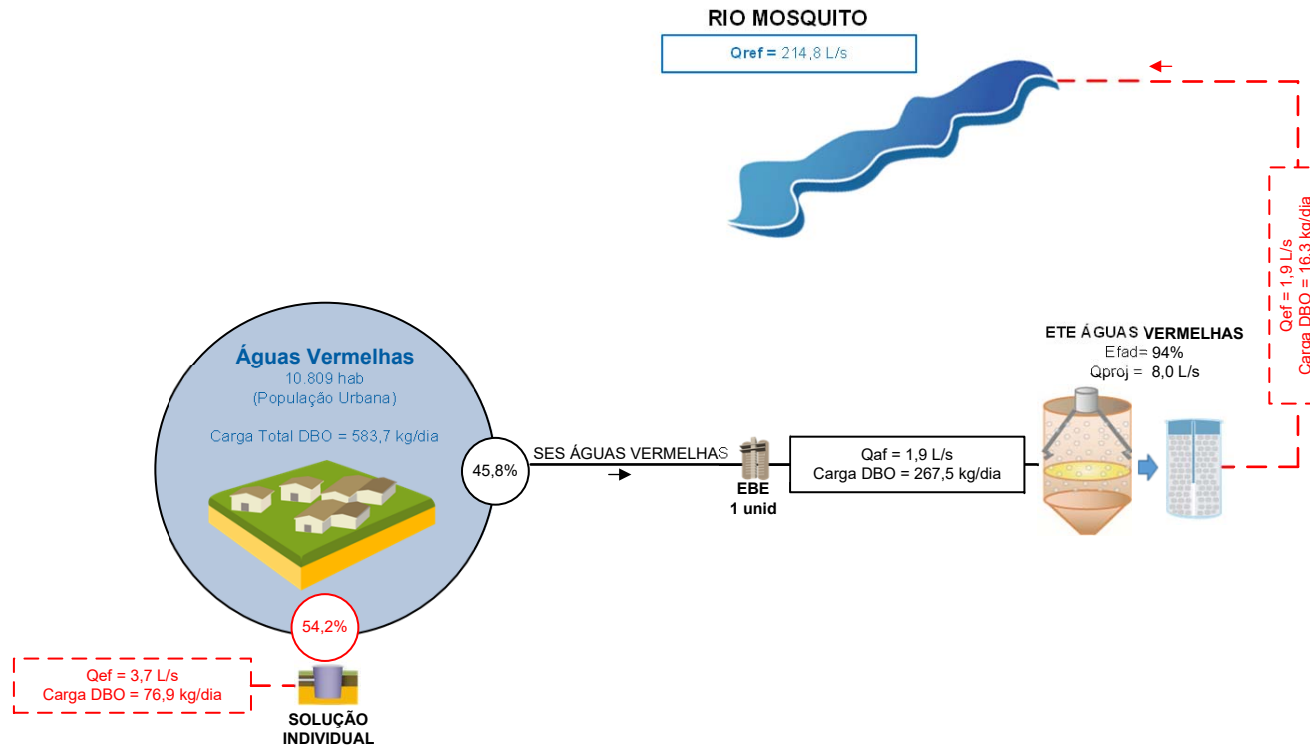 RIO MOSQUITO
Qref = 214,8 L/s
Qef = 1,9 L/s
Carga DBO = 16,3 kg/dia
ETE ÁGUAS VERMELHAS
Efad= 94%
Qproj = 8,0 L/s
Águas Vermelhas
10.809 hab
(População Urbana)
Carga Total DBO = 583,7 kg/dia
45,8%
SES ÁGUAS VERMELHAS
EBE
1 unid
Qaf = 1,9 L/s
Carga DBO = 267,5 kg/dia
54,2%
Qef = 3,7 L/s
Carga DBO = 76,9 kg/dia
SOLUÇÃO
INDIVIDUAL